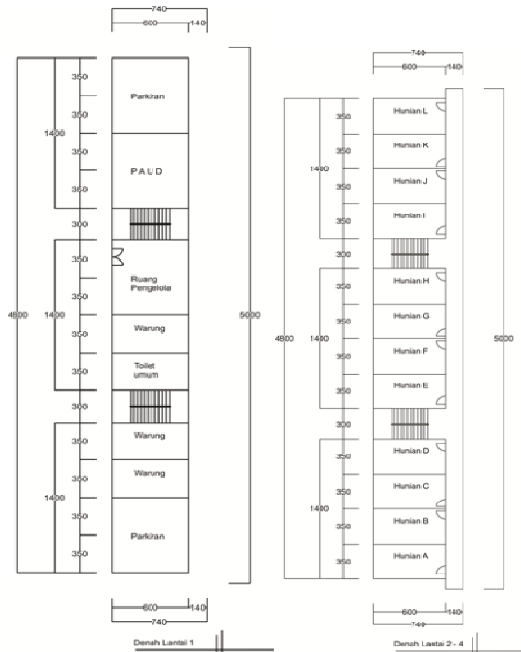 740
600
140
350
350
350
350
1400
300
350
350
350
350
1400
300
350
350
350
350
1400
4800
5000
Parkiran
P A U D
Ruang
Pengelola
Warung
Toilet
umum
Warung
Warung
Parkiran
600
140
740
Denah Lantai 1
740
600
140
350
350
350
350
1400
300
350
350
350
350
1400
300
350
350
350
350
1400
4800
5000
Hunian L
Hunian K
Hunian J
Hunian I
Hunian H
Hunian G
Hunian F
Hunian E
Hunian D
Hunian C
Hunian B
Hunian A
600
140
740
Denah Lantai 2 - 4